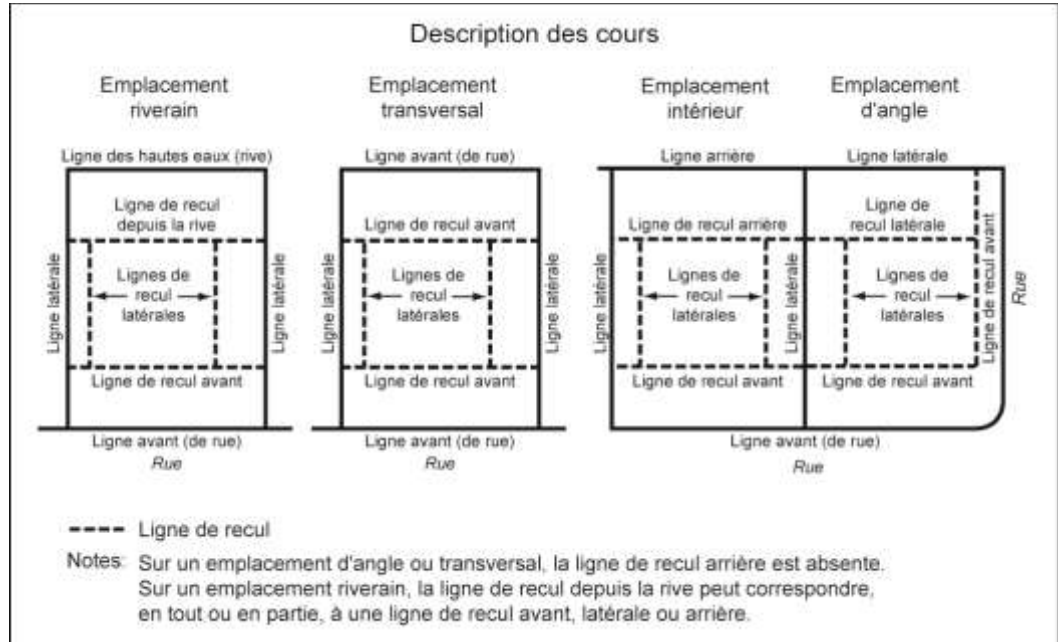 Description des cours
Emplacement
riverain
Ligne des hautes eaux (rive)
Ligne de recul
depuis la rive
Ligne latérale
Lignes de
recul
latérales
Ligne latérale
Ligne de recul avant
Ligne avant (de rue)
Rue
Emplacement
transversal
Ligne avant (de rue)
Ligne de recul avant
Ligne latérale
Lignes de
recul
latérales
Ligne latérale
Ligne de recul avant
Ligne avant (de rue)
Rue
Emplacement
intérieur
Ligne arrière
Ligne de recul arrière
Ligne latérale
Lignes de
recul
latérales
Ligne latérale
Ligne de recul avant
Emplacement
d'angle
Ligne latérale
Ligne de
recul latérale
Lignes de
recul
latérales
Ligne de recul avant
Rue
Ligne de recul avant
Ligne avant (de rue)
Rue
Ligne de recul
Notes: Sur un emplacement d'angle ou transversal, la ligne de recul arrière est absente.
Sur un emplacement riverain, la ligne de recul depuis la rive peut correspondre,
en tout ou en partie, à une ligne de recul avant, latérale ou arrière.